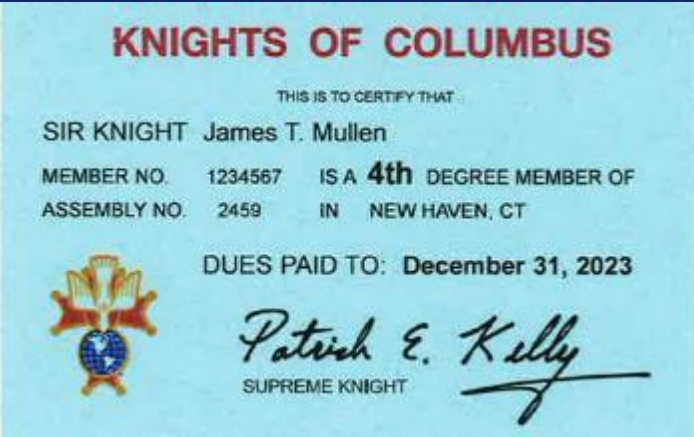 KNIGHTS OF COLUMBUS
THIS IS TO CERTIFY THAT
SIR KNIGHT James T. Mullen
MEMBER NO. 1234567 IS A 4th DEGREE MEMBER OF
ASSEMBLY NO. 2459 IN NEW HAVEN, CT
DUES PAID TO: December 31, 2023
Patrick E. Kelly
SUPREME KNIGHT